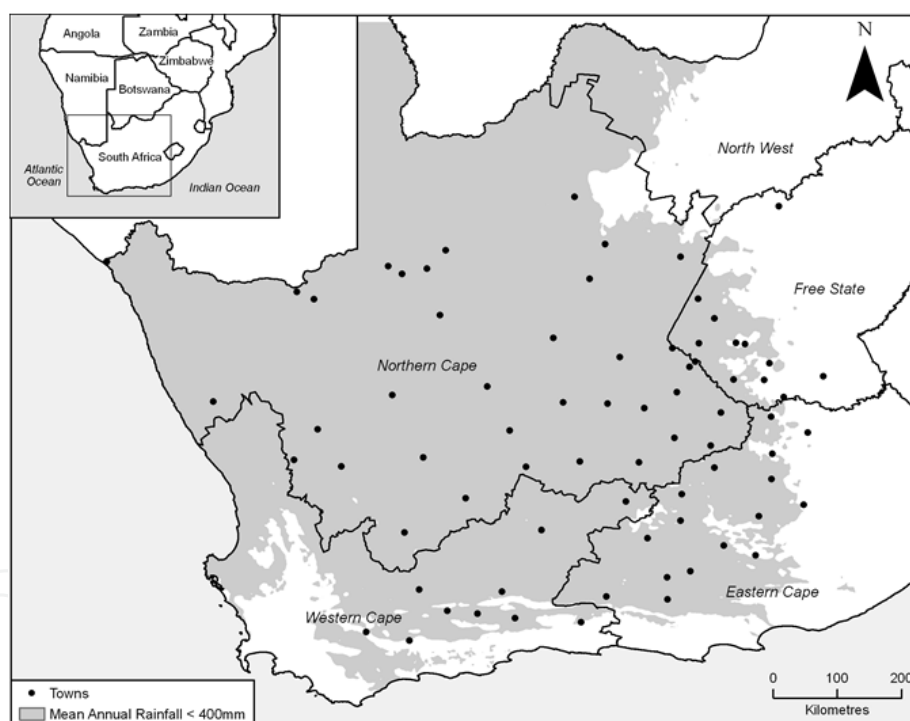 Angola
Zambia
Zimbabwe
Namibia
Botswana
South Africa
Atlantic
Ocean
Indian Ocean
N
North West
Free State
Northern Cape
Western Cape
Eastern Cape
Towns
Mean Annual Rainfall < 400mm
0 100 200
Kilometres